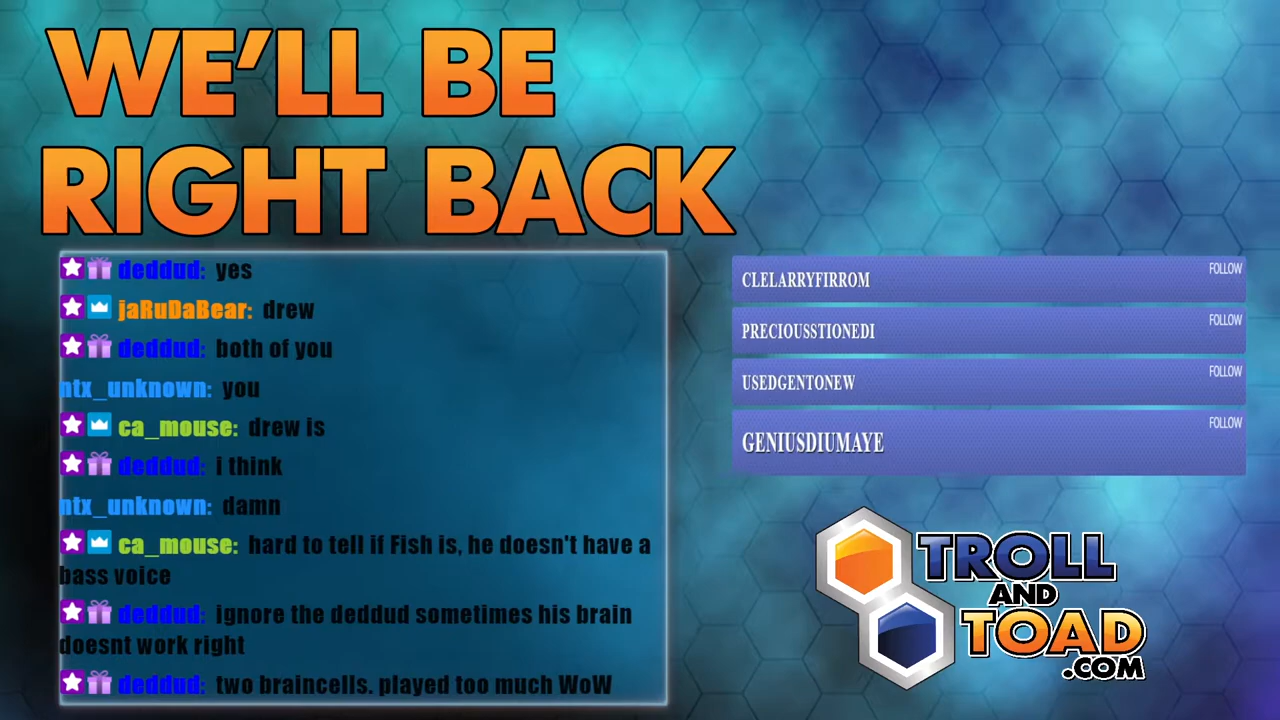 WE'LL BE
RIGHT BACK
deddud: yes
jaRuDaBear: drew
deddud: both of you
ntx_unknown: you
ca_mouse: drew is
deddud: i think
ntx_unknown: damn
ca_mouse: hard to tell if Fish is, he doesn't have a
bass voice
deddud: ignore the deddud sometimes his brain
doesnt work right
deddud: two braincells. played too much WoW
CLELARRYFIRROM FOLLOW
PRECIOUSSTIONEDI FOLLOW
USEDGENTONEW FOLLOW
GENIUSDIUMAYE FOLLOW
TROLL
AND
TOAD
.COM